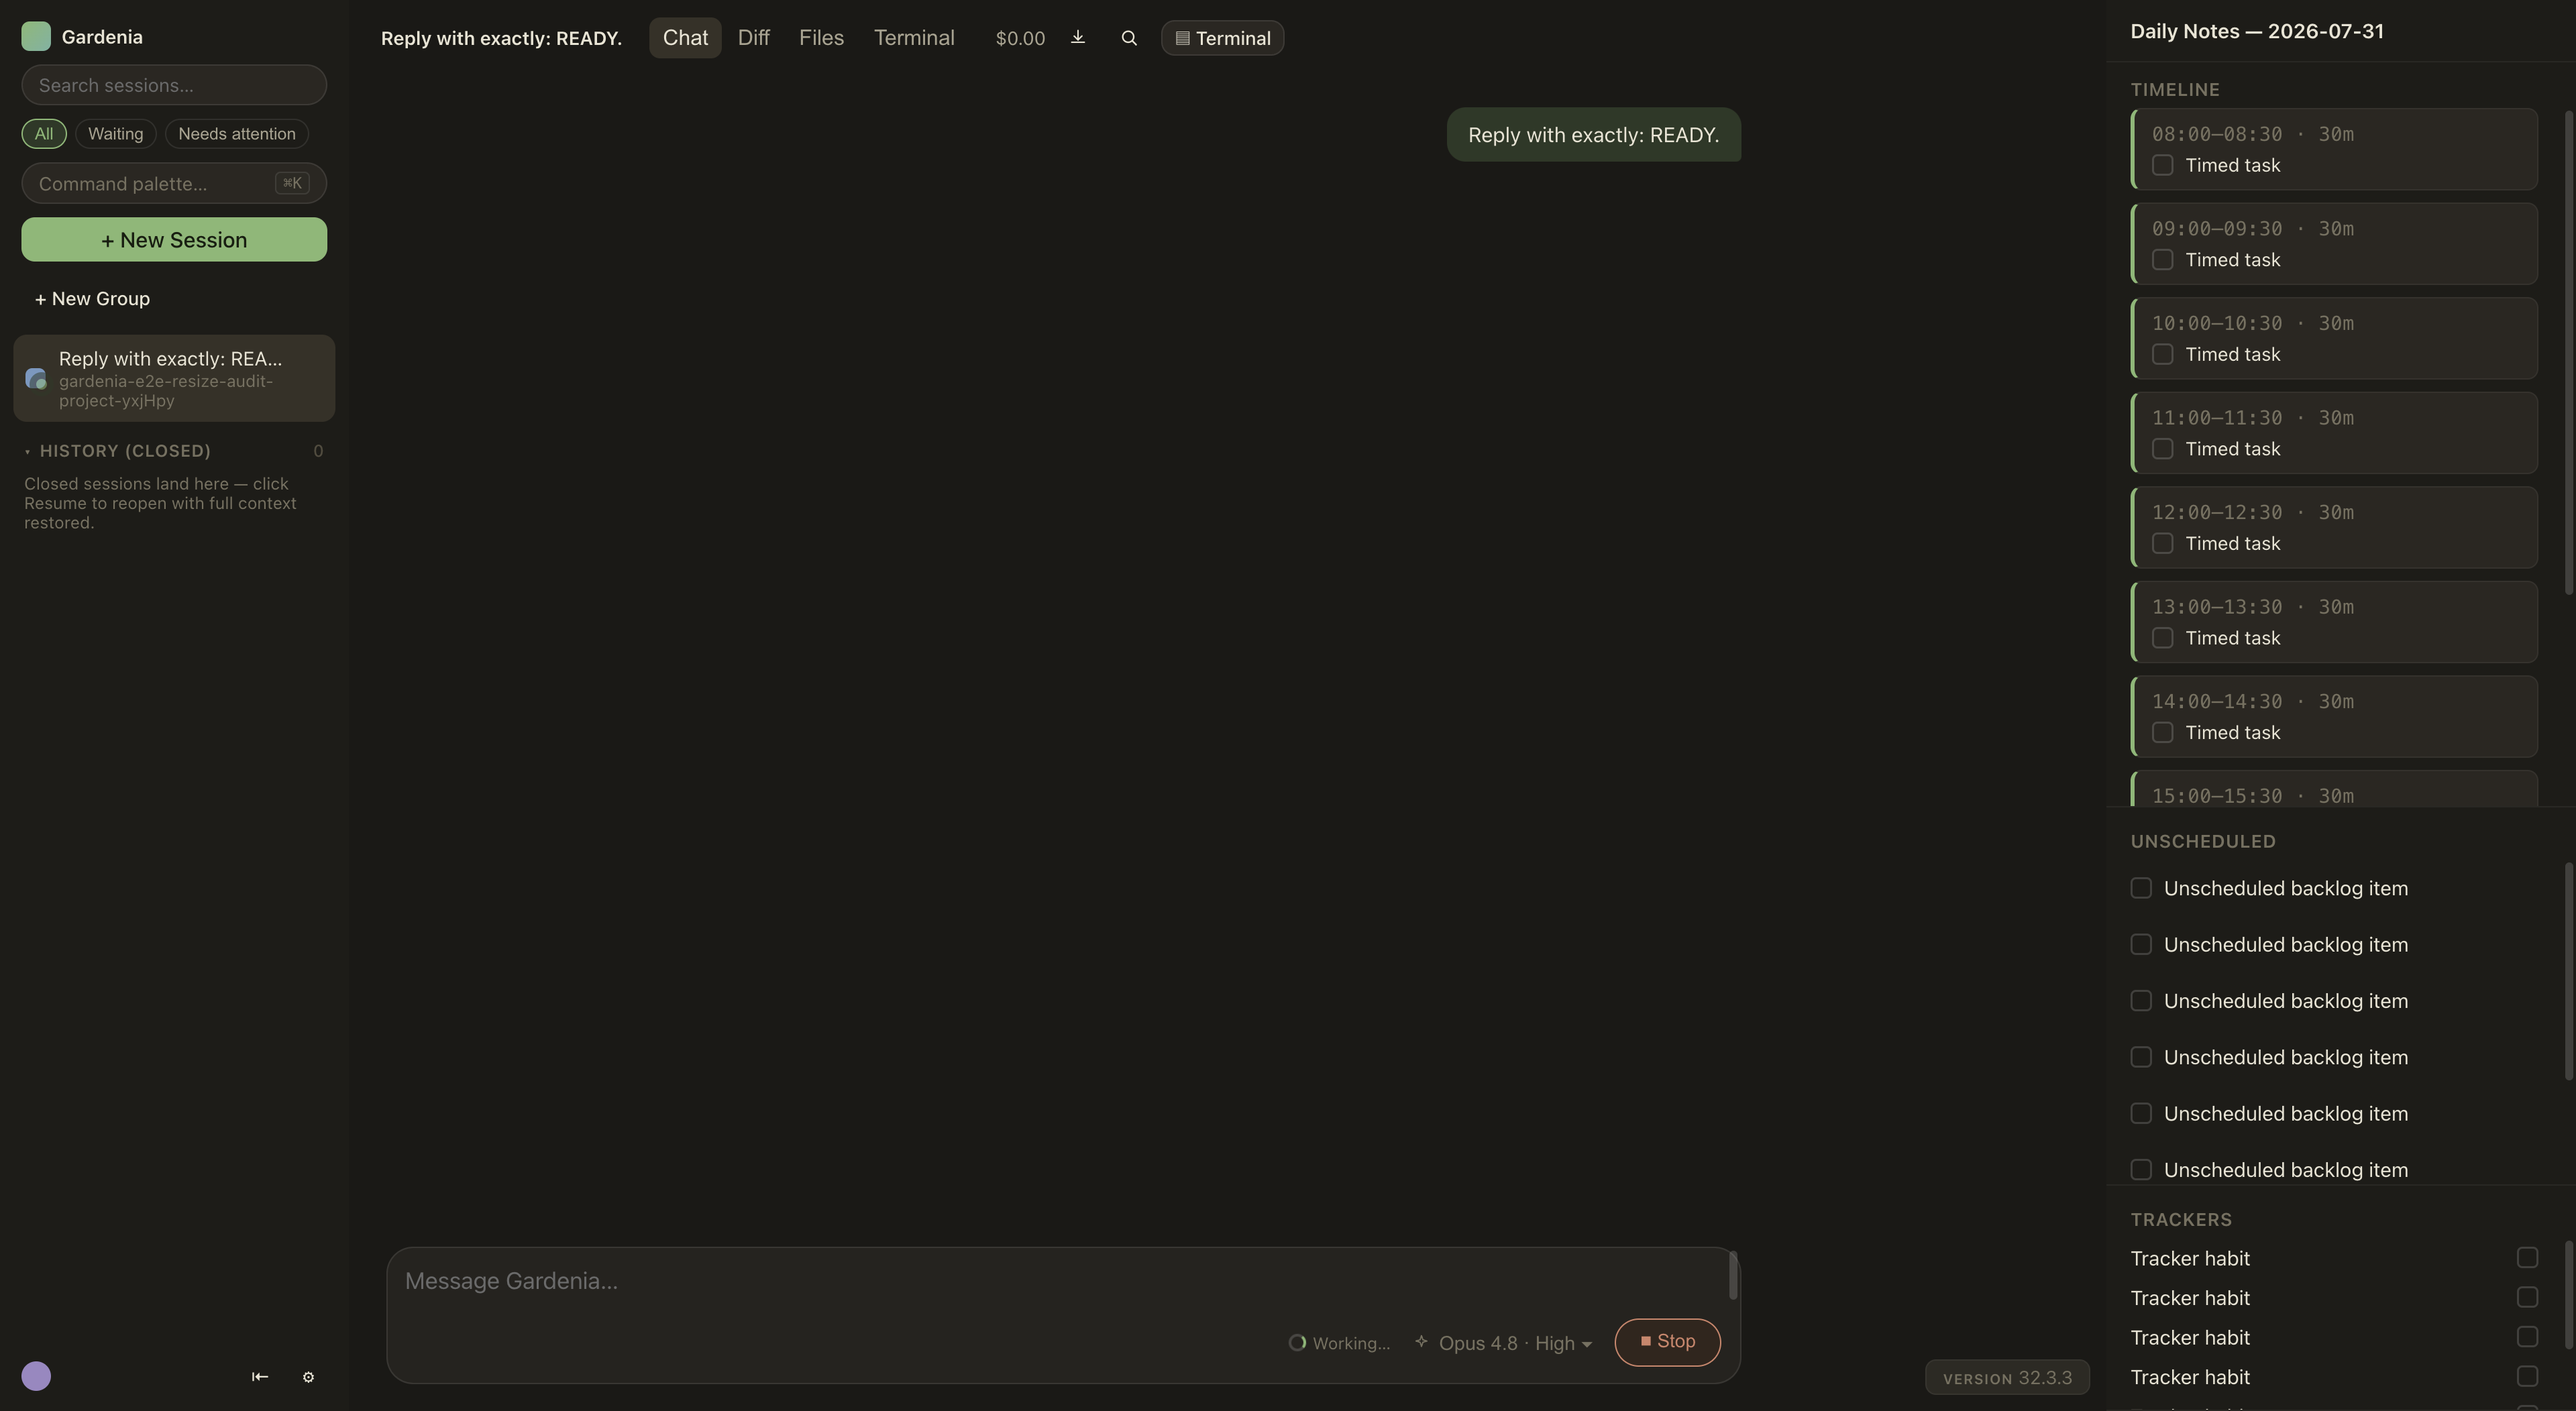 Gardenia
Search sessions...
All
Waiting
Needs attention
Command palette...
⌘K
+ New Session
+ New Group
Reply with exactly: REA...
gardenia-e2e-resize-audit-
project-yxjHpy
HISTORY (CLOSED)
0
Closed sessions land here — click
Resume to reopen with full context
restored.
Reply with exactly: READY.
Chat
Diff
Files
Terminal
$0.00
Terminal
Reply with exactly: READY.
Message Gardenia...
Working...
Opus 4.8 · High
Stop
VERSION 32.3.3
Daily Notes — 2026-07-31
TIMELINE
08:00–08:30 · 30m
Timed task
09:00–09:30 · 30m
Timed task
10:00–10:30 · 30m
Timed task
11:00–11:30 · 30m
Timed task
12:00–12:30 · 30m
Timed task
13:00–13:30 · 30m
Timed task
14:00–14:30 · 30m
Timed task
15:00–15:30 · 30m
UNSCHEDULED
Unscheduled backlog item
Unscheduled backlog item
Unscheduled backlog item
Unscheduled backlog item
Unscheduled backlog item
Unscheduled backlog item
TRACKERS
Tracker habit
Tracker habit
Tracker habit
Tracker habit